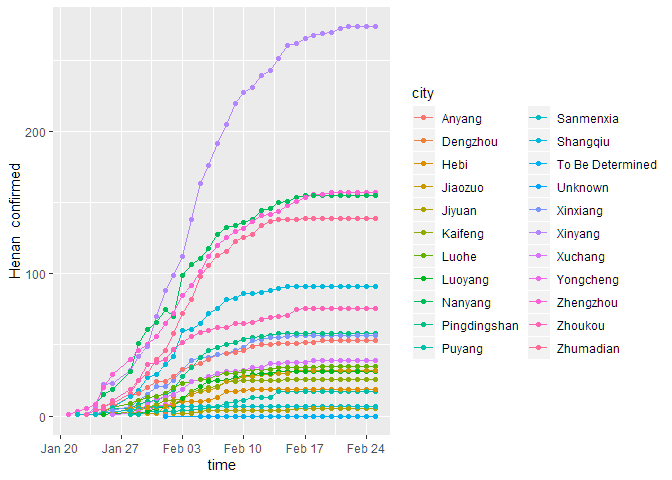 city
Anyang
Dengzhou
Hebi
Jiaozuo
Jiyuan
Kaifeng
Luohe
Luoyang
Nanyang
Pingdingshan
Puyang
Sanmenxia
Shangqiu
To Be Determined
Unknown
Xinxiang
Xinyang
Xuchang
Yongcheng
Zhengzhou
Zhoukou
Zhumadian
Henan confirmed
200
100
0
Jan 20 Jan 27 Feb 03 Feb 10 Feb 17 Feb 24
time